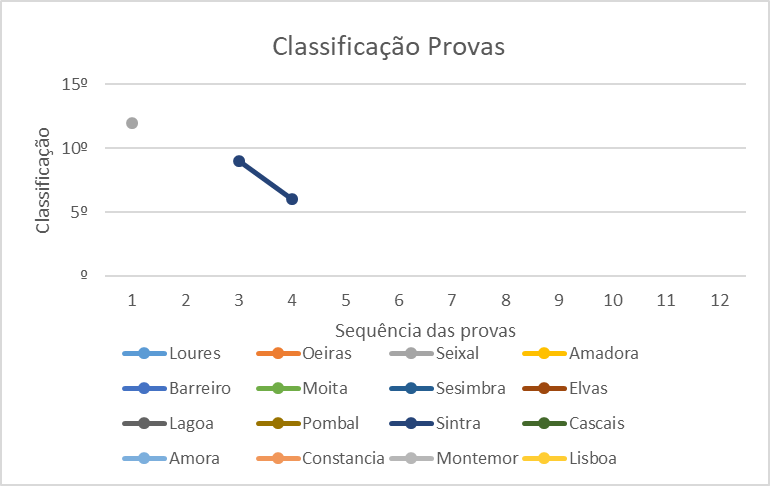 Classificação Provas
15º
10º
5º
º
Classificação
1 2 3 4 5 6 7 8 9 10 11 12
Sequência das provas
Loures Oeiras Seixal Amadora
Barreiro Moita Sesimbra Elvas
Lagoa Pombal Sintra Cascais
Amora Constancia Montemor Lisboa